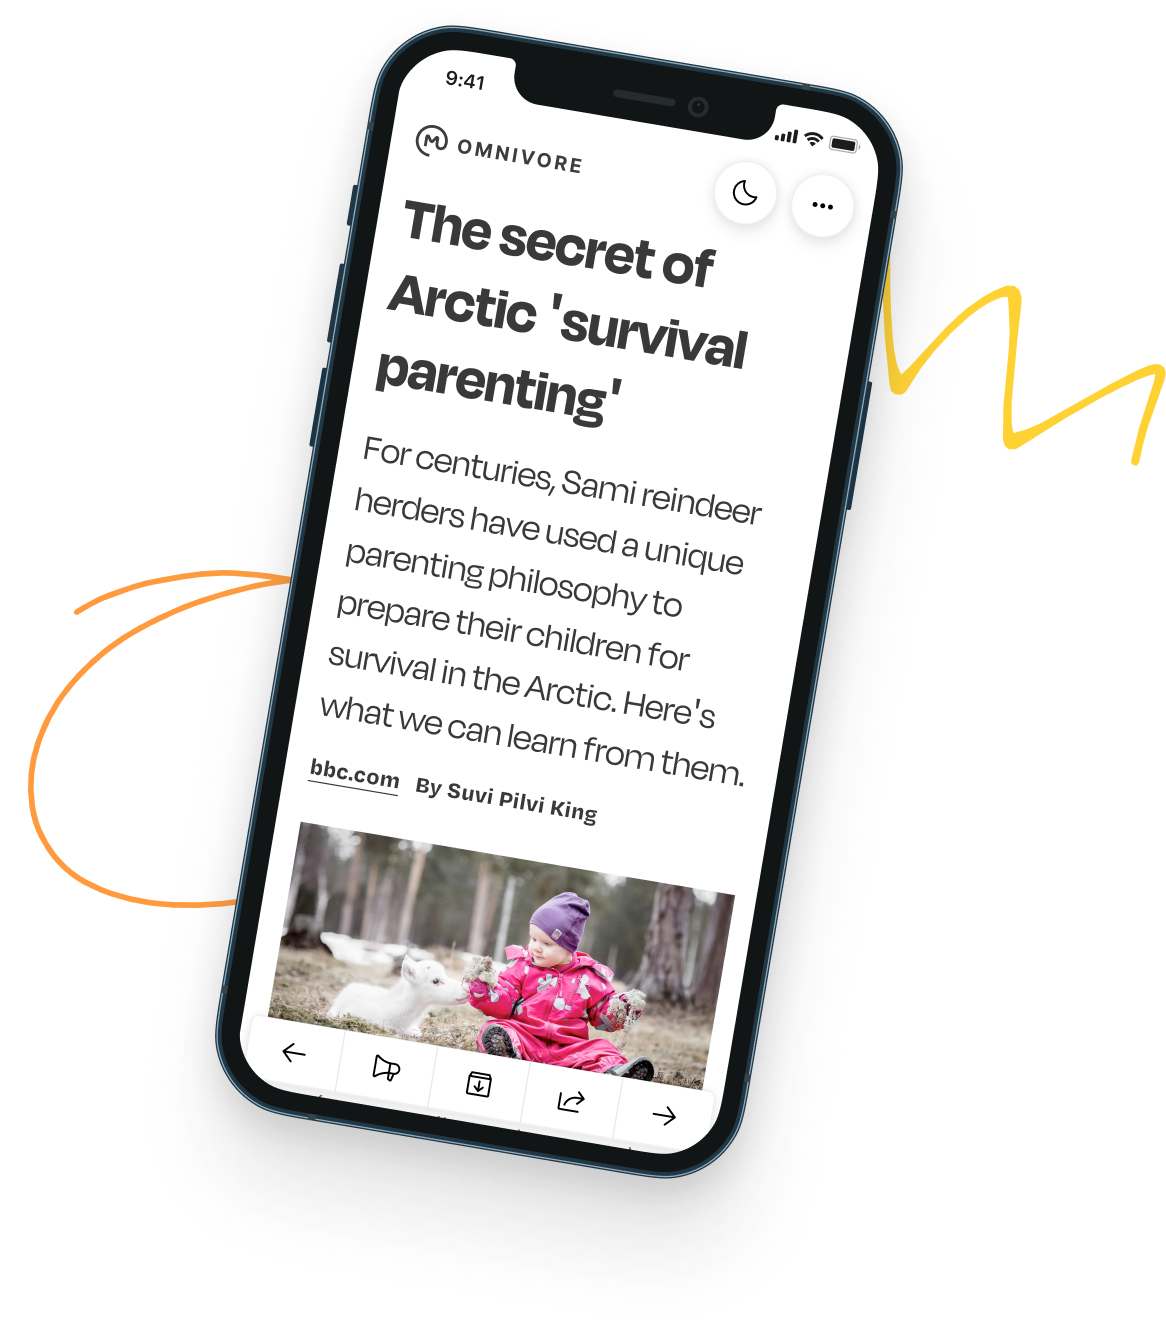 9:41
OMNIVORE
The secret of
Arctic 'survival
parenting'
For centuries, Sami reindeer
herders have used a unique
parenting philosophy to
prepare their children for
survival in the Arctic. Here's
what we can learn from them.
bbc.com By Suvi Pilvi King